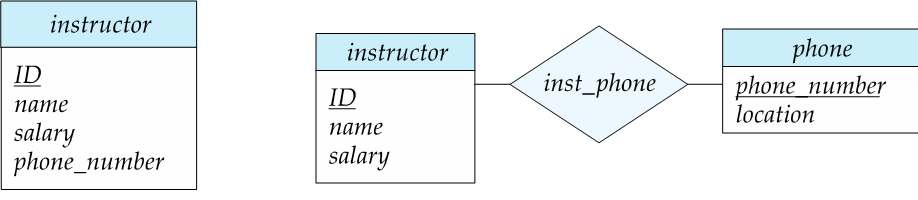 instructor
ID
name
salary
phone_number
instructor
ID
name
salary
inst_phone
phone
phone_number
location